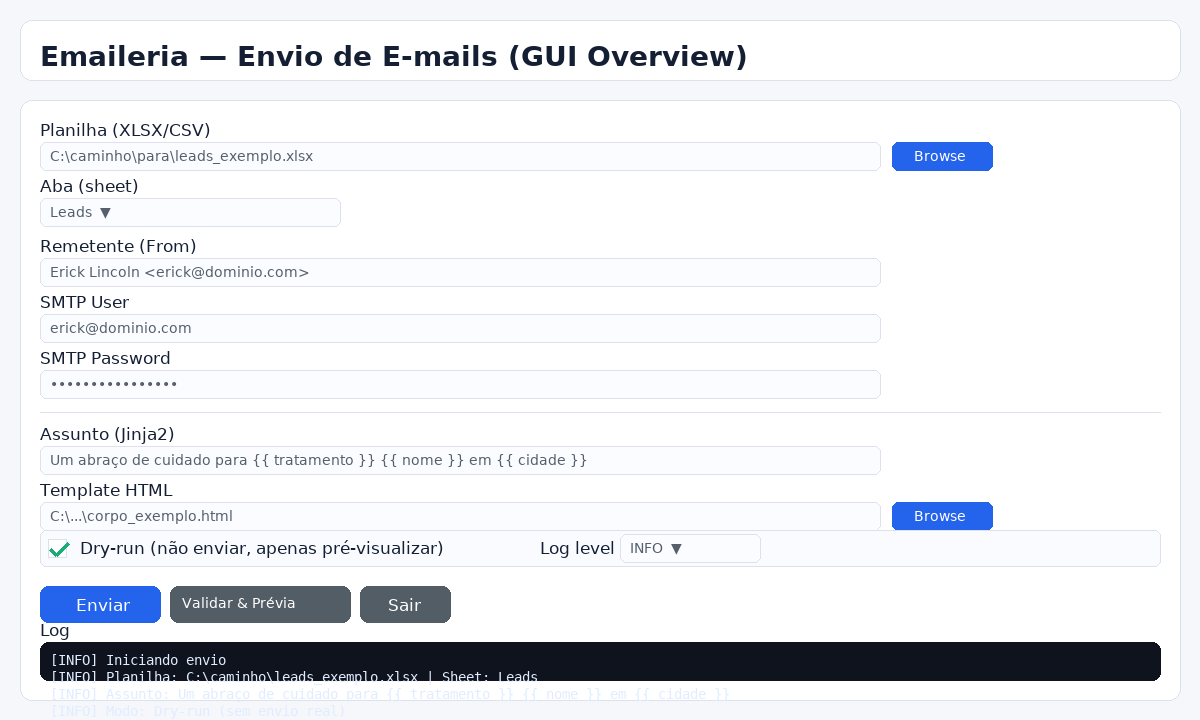 Emaileria — Envio de E-mails (GUI Overview)
Planilha (XLSX/CSV)
C:\caminho\para\leads_exemplo.xlsx
Browse
Aba (sheet)
Leads ▼
Remetente (From)
Erick Lincoln <erick@dominio.com>
SMTP User
erick@dominio.com
SMTP Password
••••••••••••••••
Assunto (Jinja2)
Um abraço de cuidado para {{ tratamento }} {{ nome }} em {{ cidade }}
Template HTML
C:\...\corpo_exemplo.html
Browse
Dry-run (não enviar, apenas pré-visualizar)
Log level
INFO ▼
Enviar
Validar & Prévia
Sair
Log
[INFO] Iniciando envio
[INFO] Planilha: C:\caminho\leads_exemplo.xlsx | Sheet: Leads
[INFO] Assunto: Um abraço de cuidado para {{ tratamento }} {{ nome }} em {{ cidade }}
[INFO] Modo: Dry-run (sem envio real)